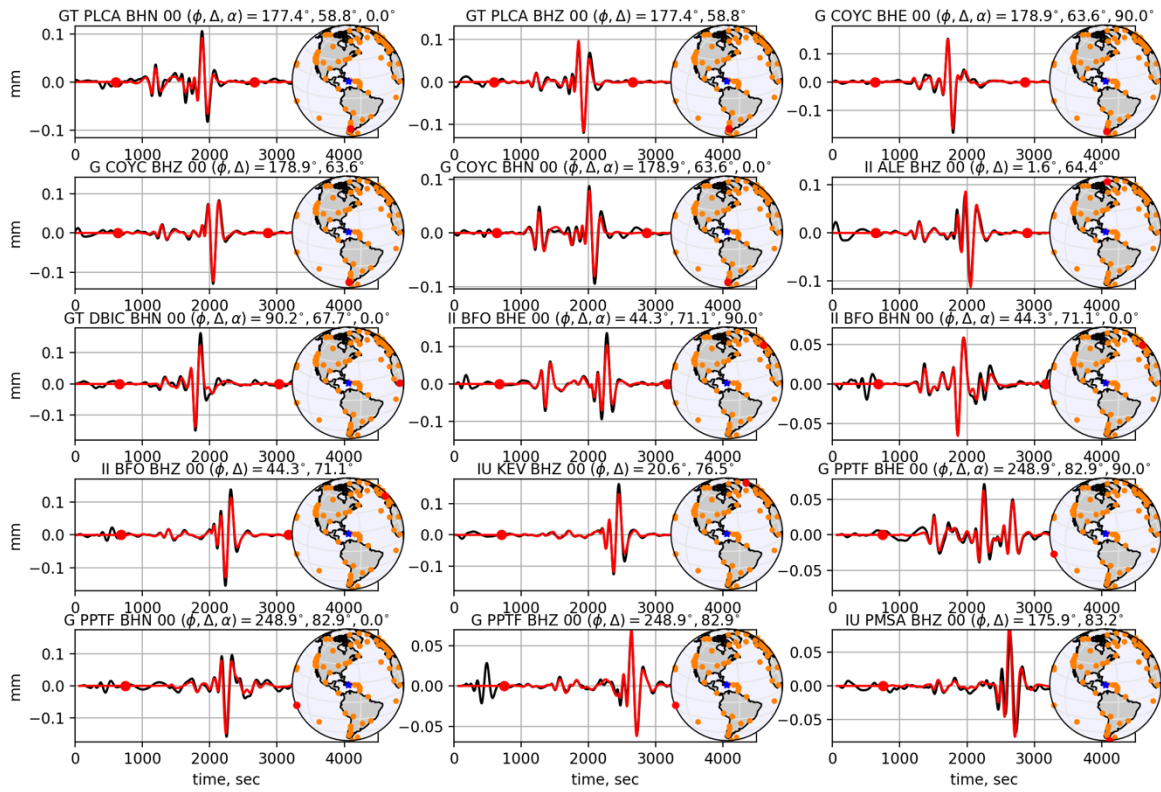 GT PLCA BHN 00 (ϕ, Δ, α) = 177.4°, 58.8°, 0.0°
GT PLCA BHZ 00 (ϕ, Δ) = 177.4°, 58.8°
G COYC BHE 00 (ϕ, Δ, α) = 178.9°, 63.6°, 90.0°
mm
0.1
0.0
−0.1
0 1000 2000 3000 4000
0.1
0.0
−0.1
0 1000 2000 3000 4000
0.1
0.0
−0.1
0 1000 2000 3000 4000
G COYC BHZ 00 (ϕ, Δ) = 178.9°, 63.6°
G COYC BHN 00 (ϕ, Δ, α) = 178.9°, 63.6°, 0.0°
II ALE BHZ 00 (ϕ, Δ) = 1.6°, 64.4°
mm
0.1
0.0
−0.1
0 1000 2000 3000 4000
0.1
0.0
−0.1
0 1000 2000 3000 4000
0.1
0.0
−0.1
0 1000 2000 3000 4000
GT DBIC BHN 00 (ϕ, Δ, α) = 90.2°, 67.7°, 0.0°
II BFO BHE 00 (ϕ, Δ, α) = 44.3°, 71.1°, 90.0°
II BFO BHN 00 (ϕ, Δ, α) = 44.3°, 71.1°, 0.0°
mm
0.1
0.0
−0.1
0 1000 2000 3000 4000
0.1
0.0
−0.1
0 1000 2000 3000 4000
0.05
0.00
−0.05
0 1000 2000 3000 4000
II BFO BHZ 00 (ϕ, Δ) = 44.3°, 71.1°
IU KEV BHZ 00 (ϕ, Δ) = 20.6°, 76.5°
G PPTF BHE 00 (ϕ, Δ, α) = 248.9°, 82.9°, 90.0°
mm
0.1
0.0
−0.1
0 1000 2000 3000 4000
0.1
0.0
−0.1
0 1000 2000 3000 4000
0.05
0.00
−0.05
0 1000 2000 3000 4000
G PPTF BHN 00 (ϕ, Δ, α) = 248.9°, 82.9°, 0.0°
G PPTF BHZ 00 (ϕ, Δ) = 248.9°, 82.9°
IU PMSA BHZ 00 (ϕ, Δ) = 175.9°, 83.2°
mm
0.1
0.0
−0.1
0 1000 2000 3000 4000
time, sec
0.05
0.00
−0.05
0 1000 2000 3000 4000
time, sec
0.05
0.00
−0.05
0 1000 2000 3000 4000
time, sec